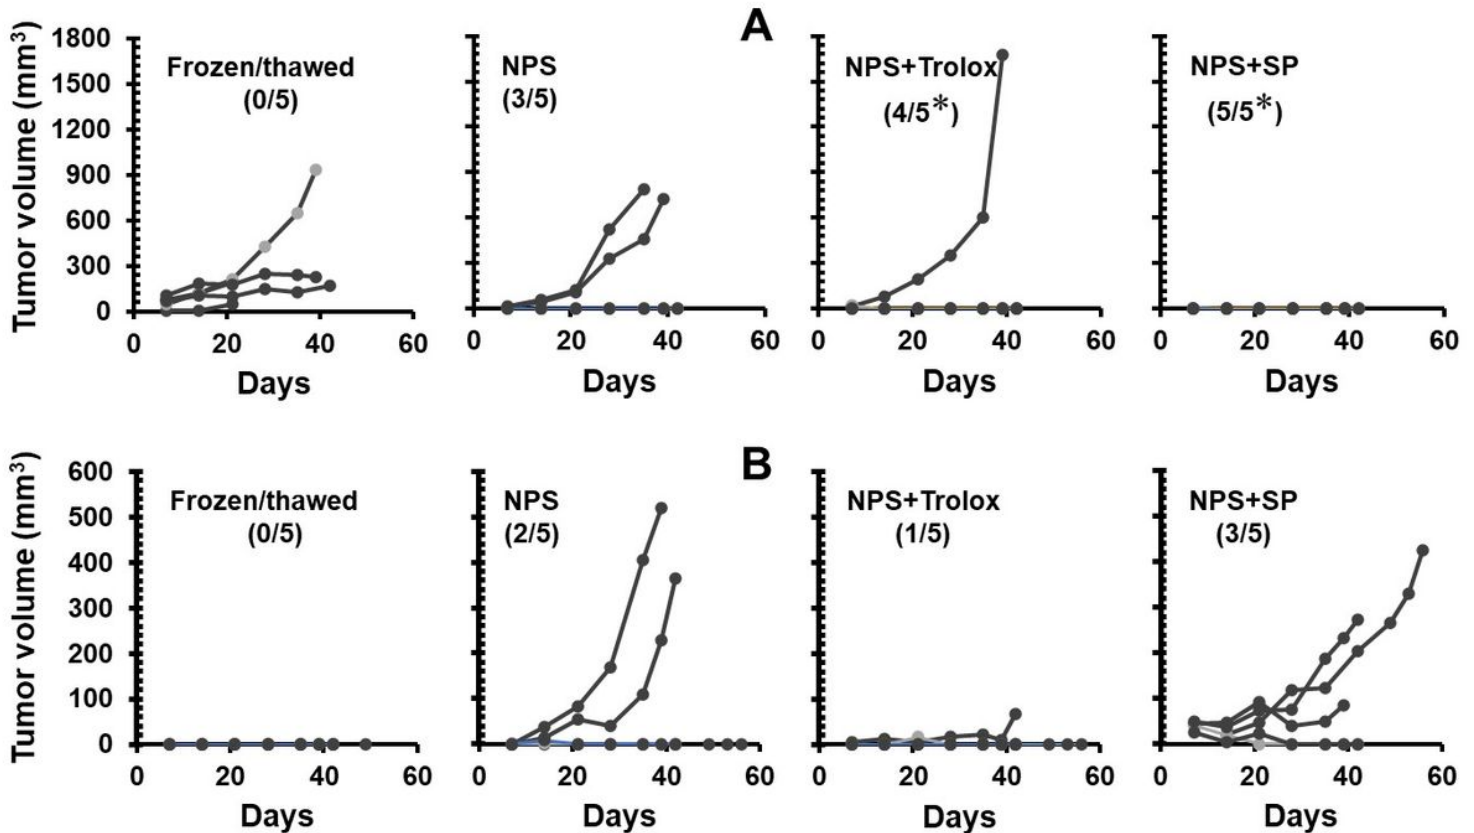 A
Tumor volume (mm³)
1800
1500
1200
900
600
300
0
Frozen/thawed
(0/5)
0 20 40 60
Days
NPS
(3/5)
0 20 40 60
Days
NPS+Trolox
(4/5*)
0 20 40 60
Days
NPS+SP
(5/5*)
0 20 40 60
Days
B
Tumor volume (mm³)
600
500
400
300
200
100
0
Frozen/thawed
(0/5)
0 20 40 60
Days
NPS
(2/5)
0 20 40 60
Days
NPS+Trolox
(1/5)
0 20 40 60
Days
NPS+SP
(3/5)
0 20 40 60
Days